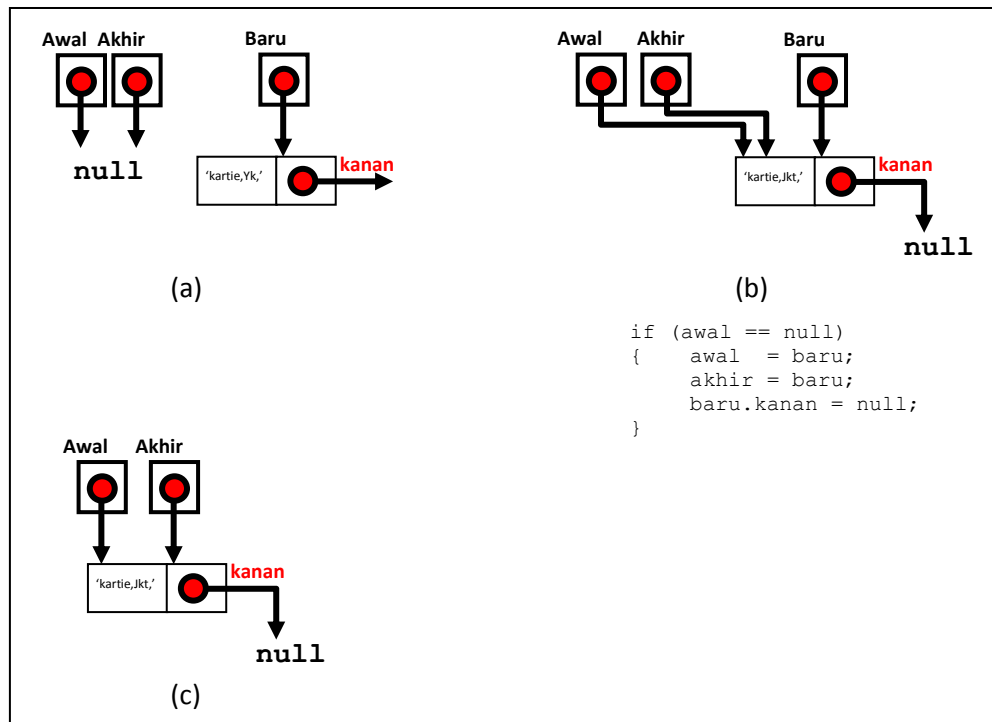 Awal Akhir Baru
null
'kartie,Yk,'
kanan
(a)
Awal Akhir Baru
'kartie,Jkt,'
kanan
null
(b)
if (awal == null)
{ awal = baru;
akhir = baru;
baru.kanan = null;
}
Awal Akhir
'kartie,Jkt,'
kanan
null
(c)